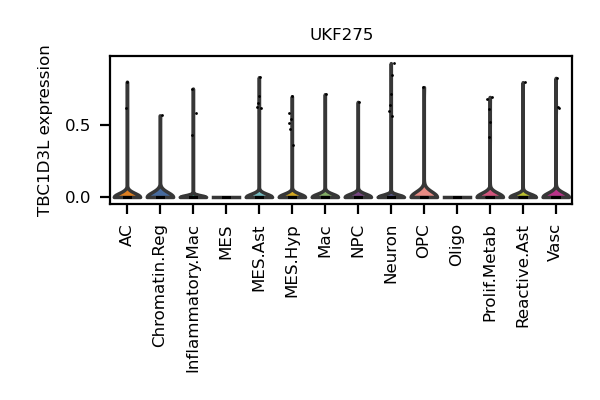 UKF275
TBC1D3L expression
0.5
0.0
AC
Chromatin.Reg
Inflammatory.Mac
MES
MES.Ast
MES.Hyp
Mac
NPC
Neuron
OPC
Oligo
Prolif.Metab
Reactive.Ast
Vasc